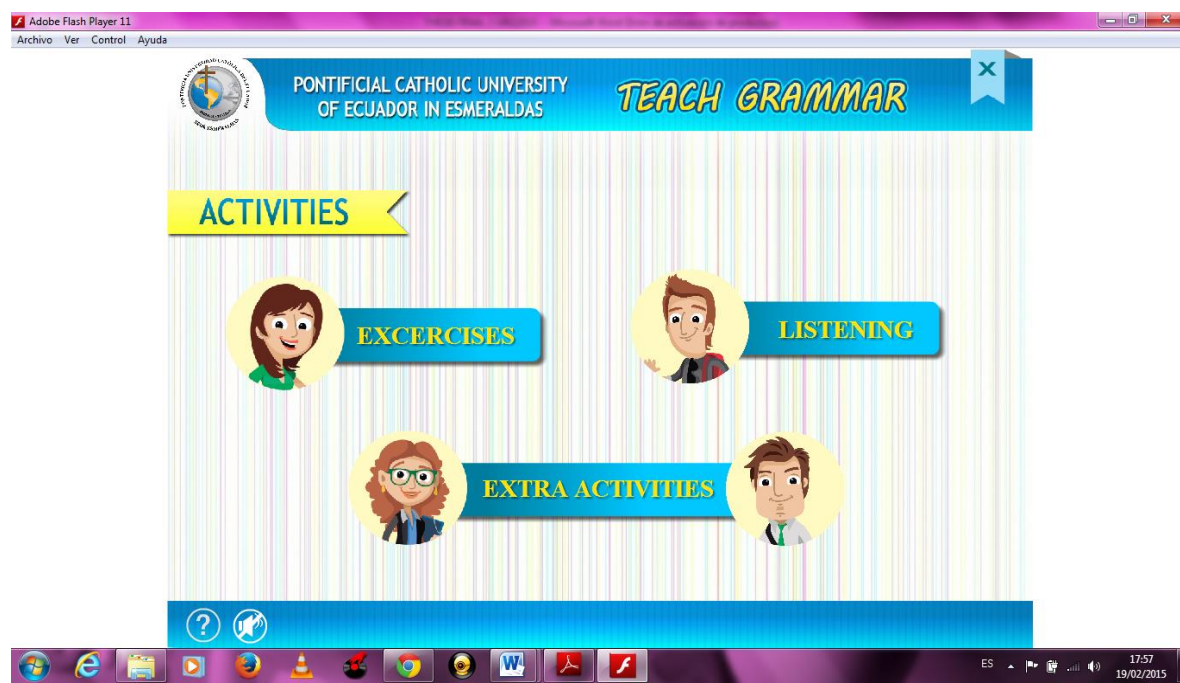 Adobe Flash Player 11
Archivo Ver Control Ayuda
PONTIFICIAL CATHOLIC UNIVERSITY
OF ECUADOR IN ESMERALDAS
TEACH GRAMMAR
ACTIVITIES
EXCERCISES
LISTENING
EXTRA ACTIVITIES
ES
17:57
19/02/2015